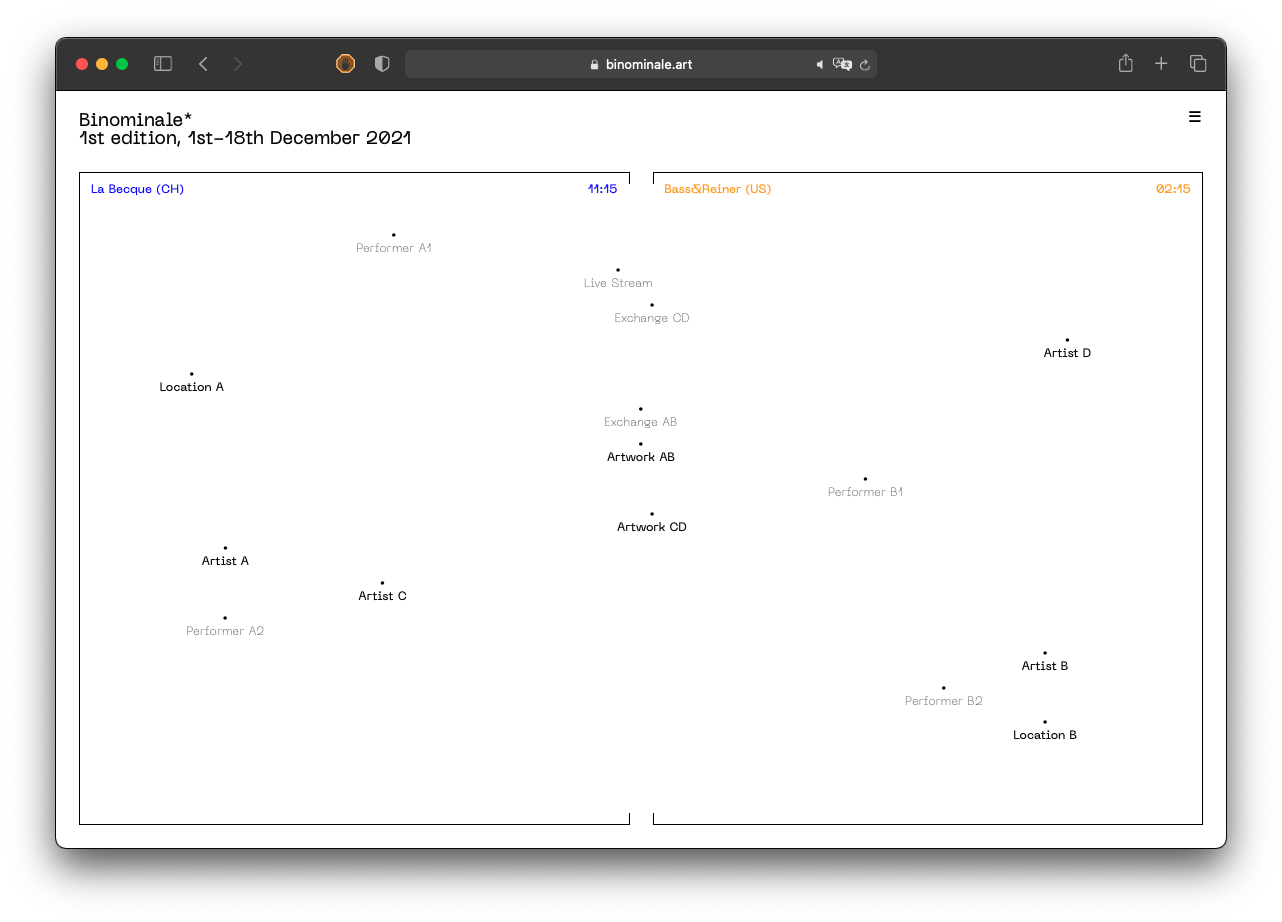 binominale.art
Binominale*
1st edition, 1st–18th December 2021
☰
La Becque (CH)
11:15
Bass&Reiner (US)
02:15
Performer A1
Live Stream
Exchange CD
Artist D
Location A
Exchange AB
Artwork AB
Performer B1
Artwork CD
Artist A
Artist C
Performer A2
Artist B
Performer B2
Location B